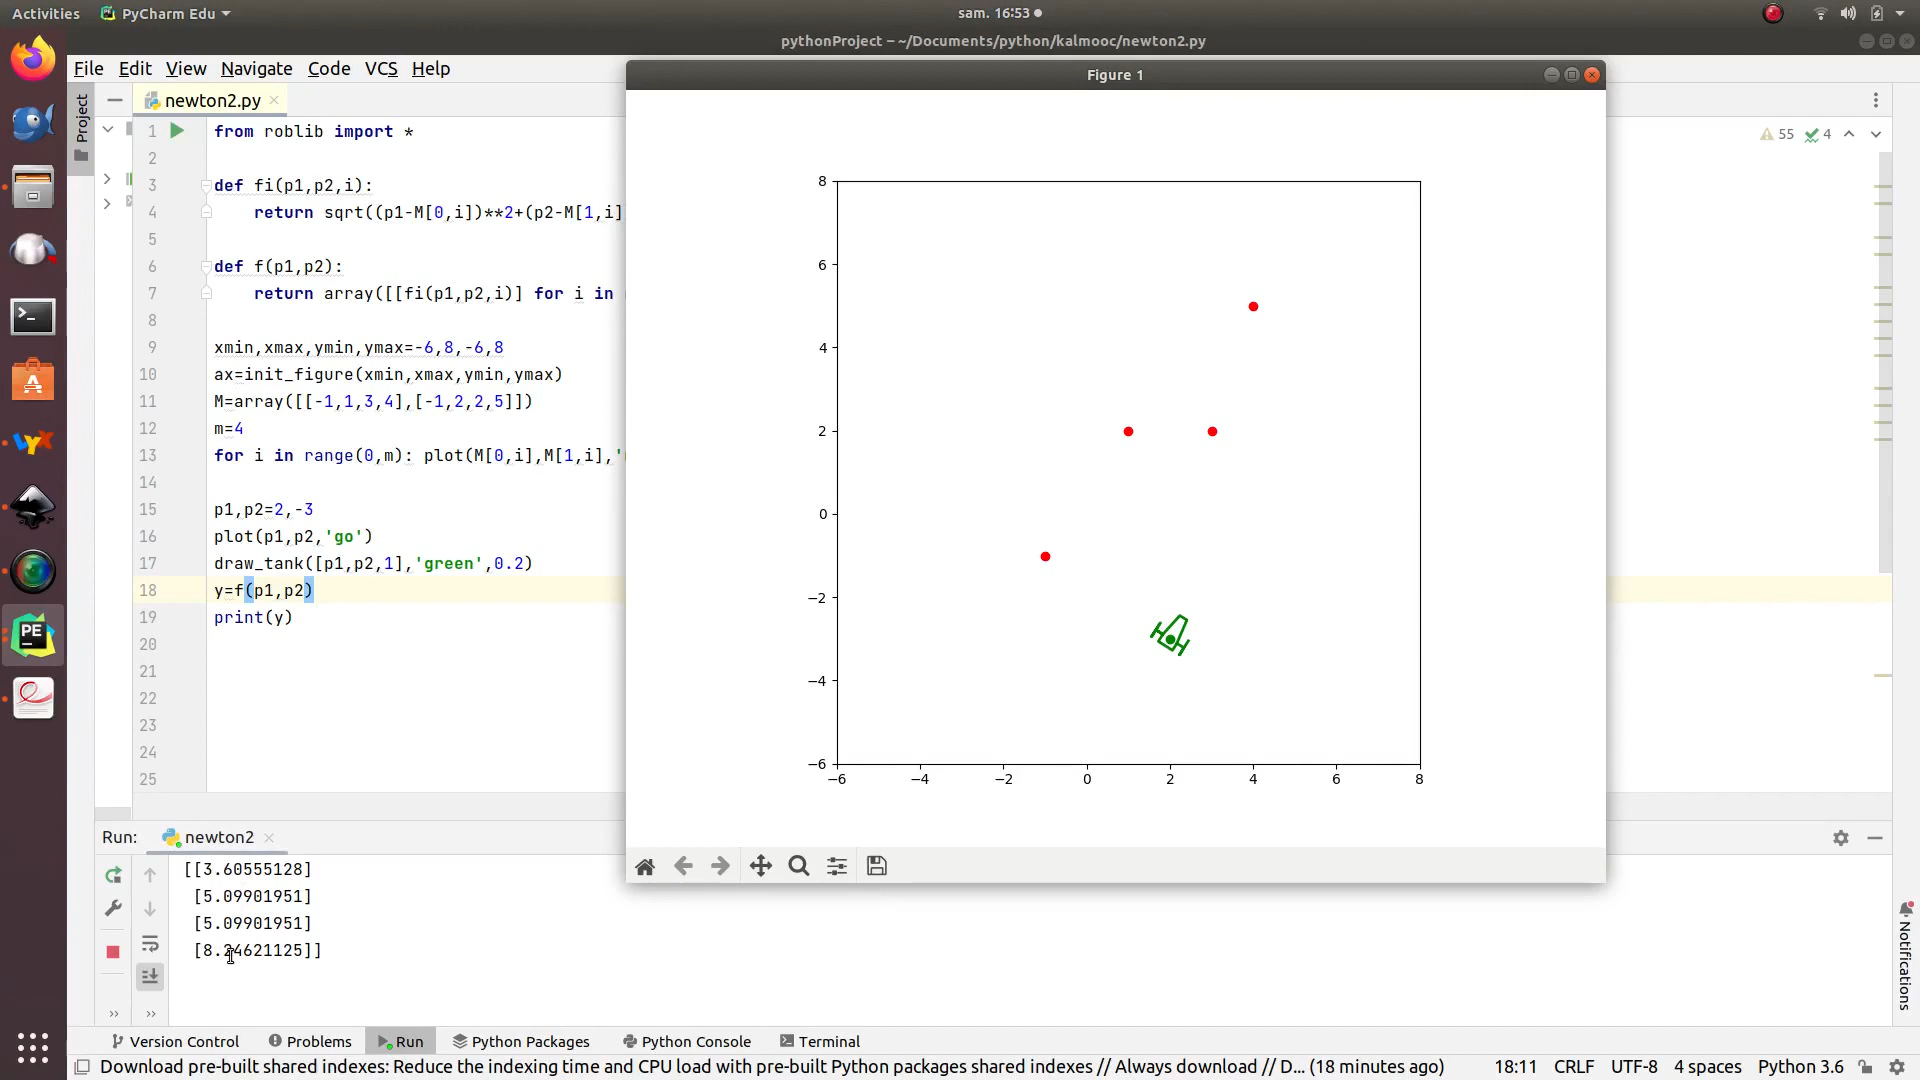 Activities PyCharm Edu sam. 16:53
pythonProject – ~/Documents/python/kalmooc/newton2.py
File Edit View Navigate Code VCS Help
Figure 1
Project
newton2.py
55 4
1 from roblib import *
2
3 def fi(p1,p2,i):
4 return sqrt((p1-M[0,i])**2+(p2-M[1,i]
5
6 def f(p1,p2):
7 return array([[fi(p1,p2,i)] for i in
8
9 xmin,xmax,ymin,ymax=-6,8,-6,8
10 ax=init_figure(xmin,xmax,ymin,ymax)
11 M=array([[-1,1,3,4],[-1,2,2,5]])
12 m=4
13 for i in range(0,m): plot(M[0,i],M[1,i],'
14
15 p1,p2=2,-3
16 plot(p1,p2,'go')
17 draw_tank([p1,p2,1],'green',0.2)
18 y=f(p1,p2)
19 print(y)
20
21
22
23
24
25
8
6
4
2
0
−2
−4
−6
−6 −4 −2 0 2 4 6 8
Run: newton2
[[3.60555128]
[5.09901951]
[5.09901951]
[8.24621125]]
Notifications
Version Control Problems Run Python Packages Python Console Terminal
Download pre-built shared indexes: Reduce the indexing time and CPU load with pre-built Python packages shared indexes // Always download // D... (18 minutes ago) 18:11 CRLF UTF-8 4 spaces Python 3.6